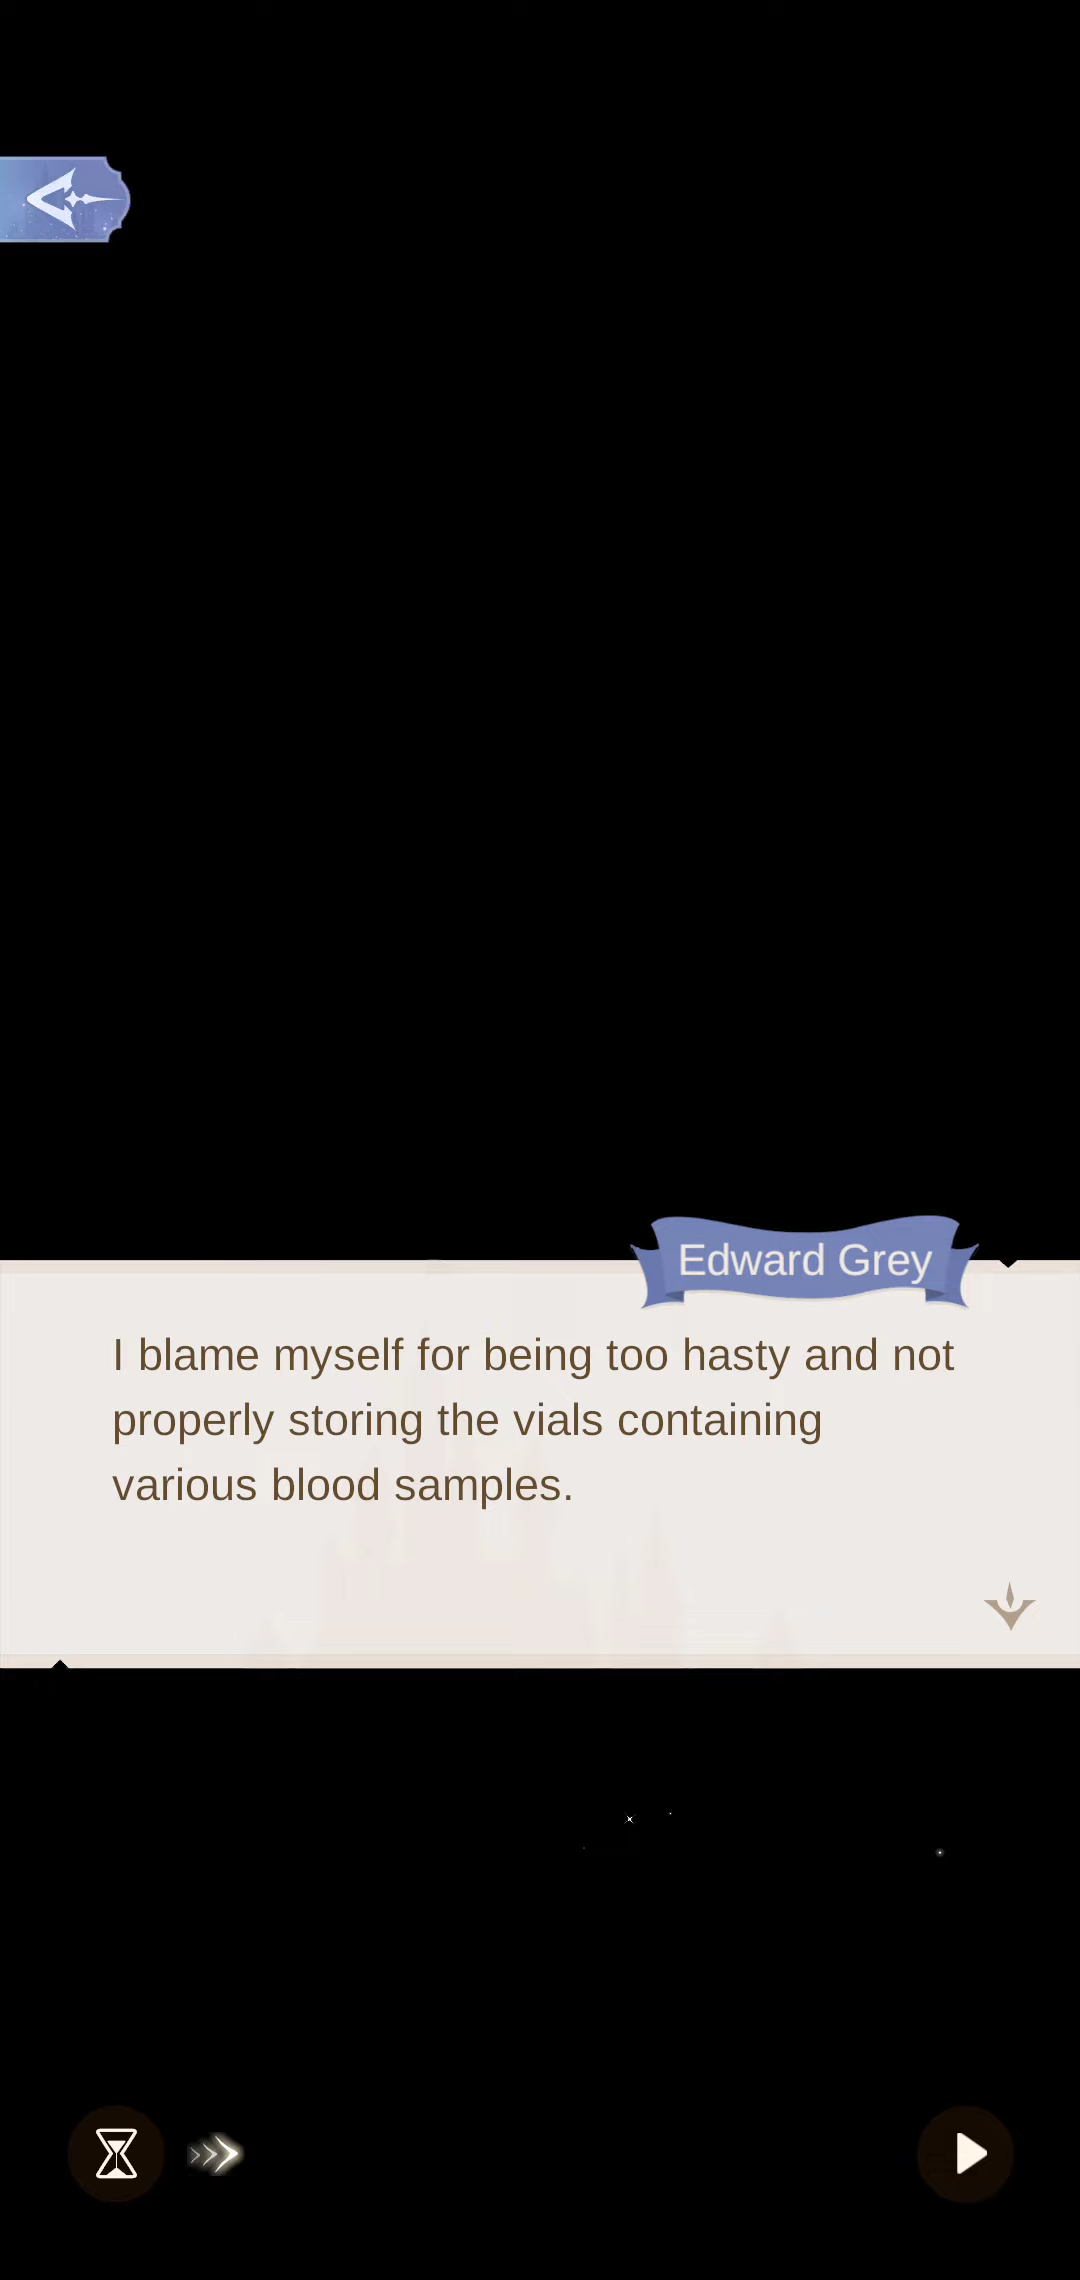 Edward Grey
I blame myself for being too hasty and not
properly storing the vials containing
various blood samples.